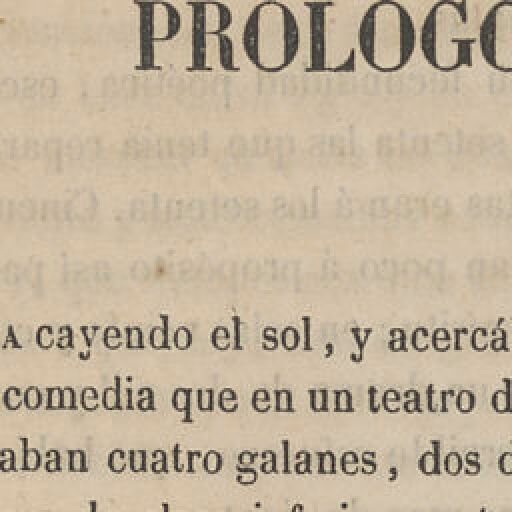 PROLOGO
A cayendo el sol, y acercá
comedia que en un teatro d
aban cuatro galanes, dos d